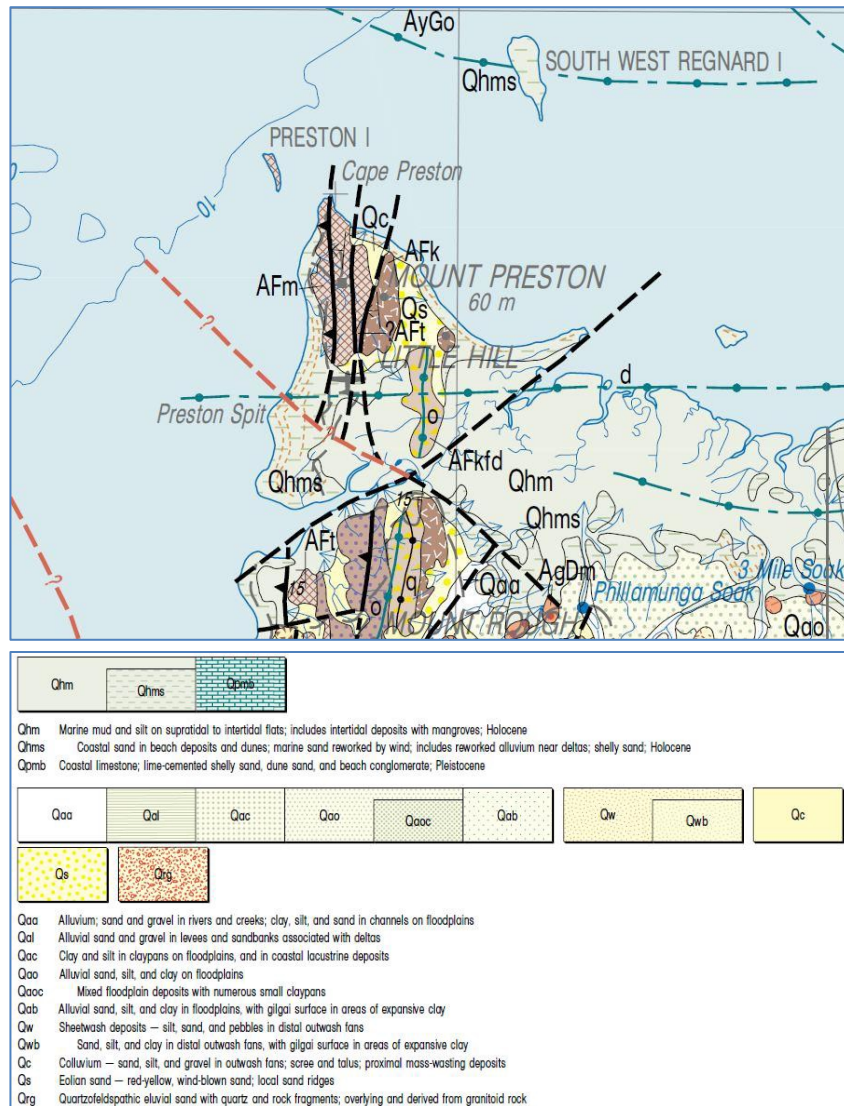 AyGo
SOUTH WEST REGNARD I
Qhms
PRESTON I
Cape Preston
10
Qc
AFk
MOUNT PRESTON
AFm
60 m
Qs
?
?AFt
LITTLE HILL
d
Preston Spit
o
AFkfd
Qhms
Qhm
15
Qhms
?
AFt
Qaa
AgDm
3 Mile Soak
15
q
Phillamunga Soak
o
MOUNT ROUGH
Qao
Qhm
Qhms
Qpmb
Qhm Marine mud and silt on supratidal to intertidal flats; includes intertidal deposits with mangroves; Holocene
Qhms Coastal sand in beach deposits and dunes; marine sand reworked by wind; includes reworked alluvium near deltas; shelly sand; Holocene
Qpmb Coastal limestone; lime-cemented shelly sand, dune sand, and beach conglomerate; Pleistocene
Qaa
Qal
Qac
Qao
Qaoc
Qab
Qw
Qwb
Qc
Qs
Qrg
Qaa Alluvium; sand and gravel in rivers and creeks; clay, silt, and sand in channels on floodplains
Qal Alluvial sand and gravel in levees and sandbanks associated with deltas
Qac Clay and silt in claypans on floodplains, and in coastal lacustrine deposits
Qao Alluvial sand, silt, and clay on floodplains
Qaoc Mixed floodplain deposits with numerous small claypans
Qab Alluvial sand, silt, and clay in floodplains, with gilgai surface in areas of expansive clay
Qw Sheetwash deposits — silt, sand, and pebbles in distal outwash fans
Qwb Sand, silt, and clay in distal outwash fans, with gilgai surface in areas of expansive clay
Qc Colluvium — sand, silt, and gravel in outwash fans; scree and talus; proximal mass-wasting deposits
Qs Eolian sand — red-yellow, wind-blown sand; local sand ridges
Qrg Quartzofeldspathic eluvial sand with quartz and rock fragments; overlying and derived from granitoid rock